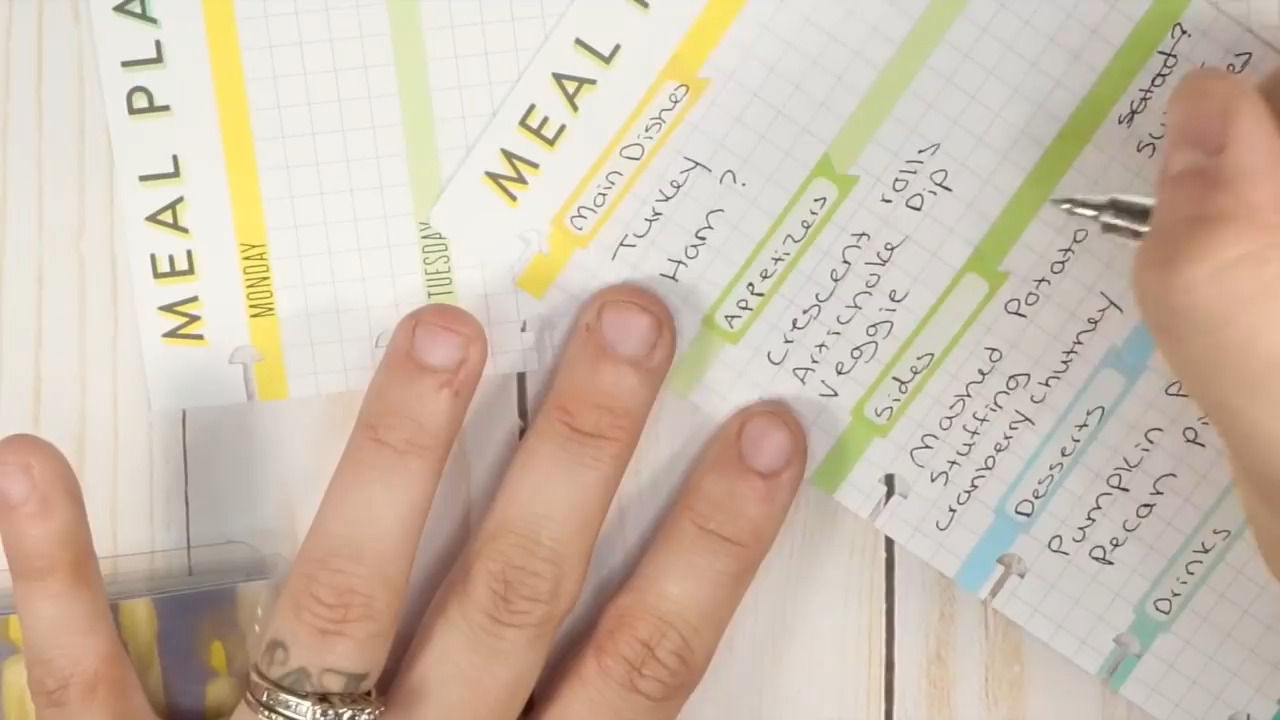 MEAL PLA
MONDAY
TUESDAY
MEAL
Main Dishes
Turkey
Ham ?
Appetizers
crescent rolls
Artichoke Dip
veggie
Sides
Mashed Potato
stuffing
cranberry chutney
salad?
Desserts
Pumpkin
Pecan
Drinks